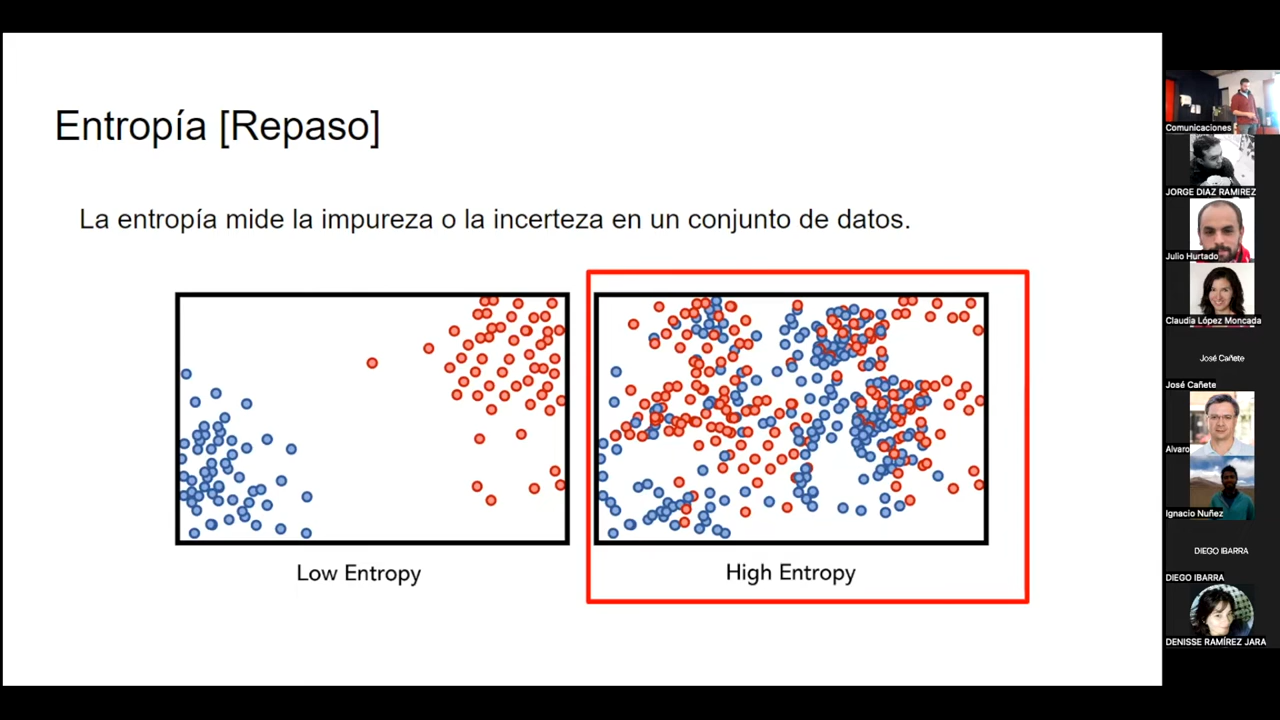 Entropía [Repaso]
La entropía mide la impureza o la incerteza en un conjunto de datos.
Low Entropy
High Entropy
Comunicaciones
JORGE DIAZ RAMIREZ
Julio Hurtado
Claudia López Moncada
José Cañete
José Cañete
Alvaro
Ignacio Nuñez
DIEGO IBARRA
DIEGO IBARRA
DENISSE RAMÍREZ JARA